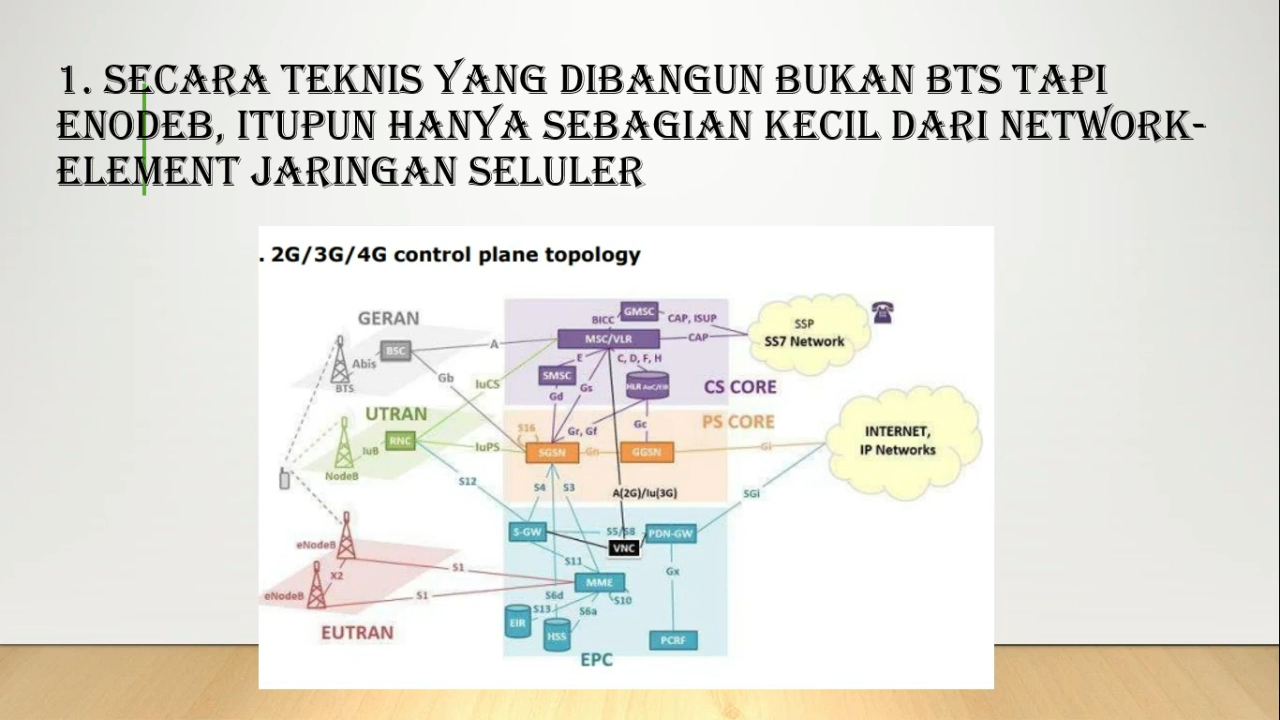 1. SECARA TEKNIS YANG DIBANGUN BUKAN BTS TAPI
ENODEB, ITUPUN HANYA SEBAGIAN KECIL DARI NETWORK-
ELEMENT JARINGAN SELULER
. 2G/3G/4G control plane topology
GERAN
BSC
Abis
BTS
A
Gb
IuCS
UTRAN
RNC
IuB
NodeB
IuPS
S12
eNodeB
X2
eNodeB
S1
S1
EUTRAN
BICC
GMSC
CAP, ISUP
MSC/VLR
CAP
E
C, D, F, H
SMSC
Gs
HLR AuC/EIR
Gd
CS CORE
SSP
SS7 Network
PS CORE
S16
Gr, Gf
Gc
SGSN
Gn
GGSN
Gi
INTERNET,
IP Networks
S4
S3
A(2G)/Iu(3G)
SGi
S-GW
S5/S8
PDN-GW
VNC
S11
Gx
MME
S6d
S10
S13
S6a
EIR
HSS
PCRF
EPC